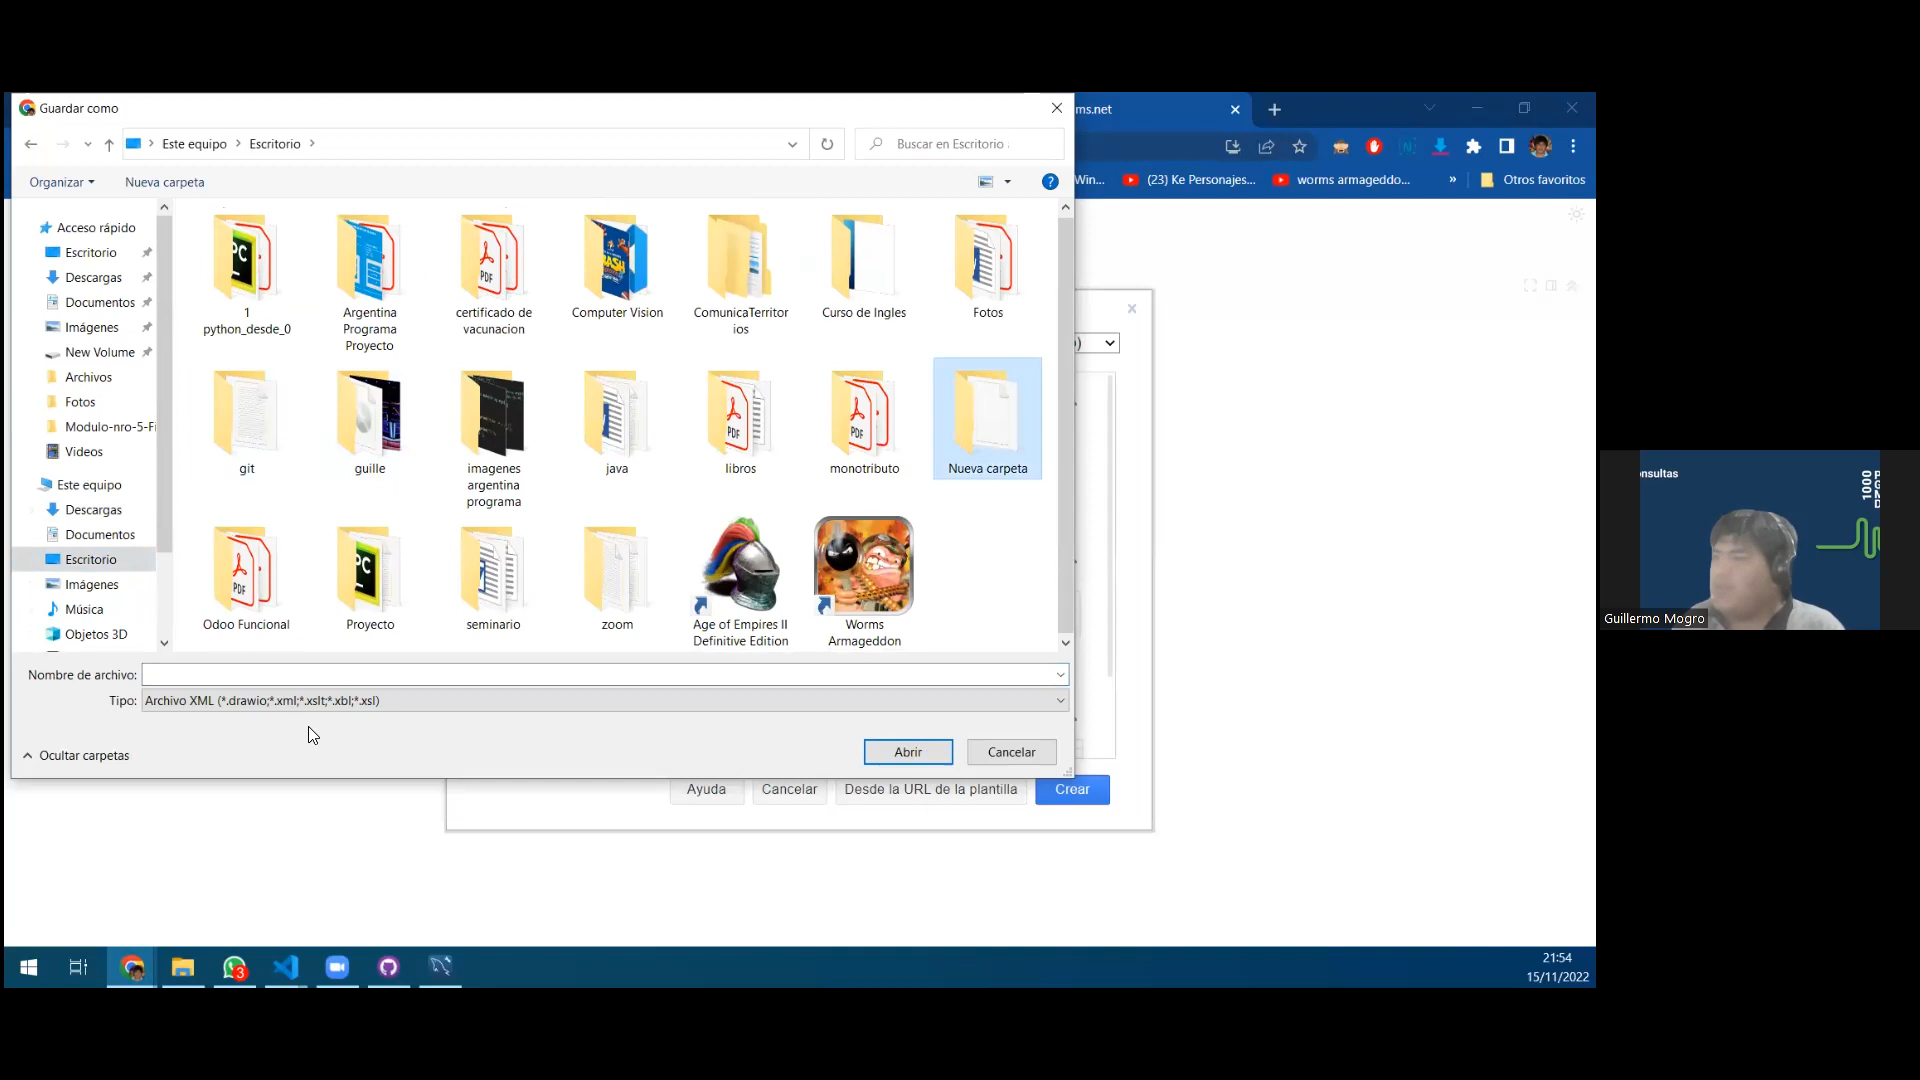 Guardar como
Este equipo
Escritorio
Buscar en Escritorio
Organizar
Nueva carpeta
Acceso rápido
Escritorio
Descargas
Documentos
Imágenes
New Volume
Archivos
Fotos
Modulo-nro-5-Fi
Videos
Este equipo
Descargas
Documentos
Escritorio
Imágenes
Música
Objetos 3D
1
python_desde_0
Argentina
Programa
Proyecto
certificado de
vacunacion
Computer Vision
ComunicaTerritor
ios
Curso de Ingles
Fotos
git
guille
imagenes
argentina
programa
java
libros
monotributo
Nueva carpeta
Odoo Funcional
Proyecto
seminario
zoom
Age of Empires II
Definitive Edition
Worms
Armageddon
Nombre de archivo:
Tipo:
Archivo XML (*.drawio;*.xml;*.xslt;*.xbl;*.xsl)
Ocultar carpetas
Abrir
Cancelar
ms.net
Win...
(23) Ke Personajes...
worms armageddo...
»
Otros favoritos
Ayuda
Cancelar
Desde la URL de la plantilla
Crear
3
21:54
15/11/2022
onsultas
1000
Guillermo Mogro